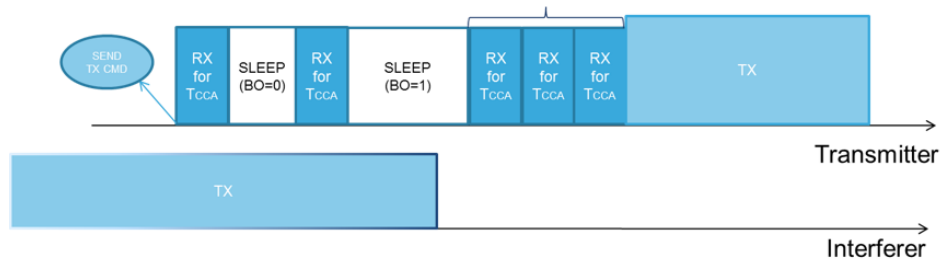 SEND
TX CMD
RX
for
TCCA
SLEEP
(BO=0)
RX
for
TCCA
SLEEP
(BO=1)
RX
for
TCCA
RX
for
TCCA
RX
for
TCCA
TX
Transmitter
TX
Interferer